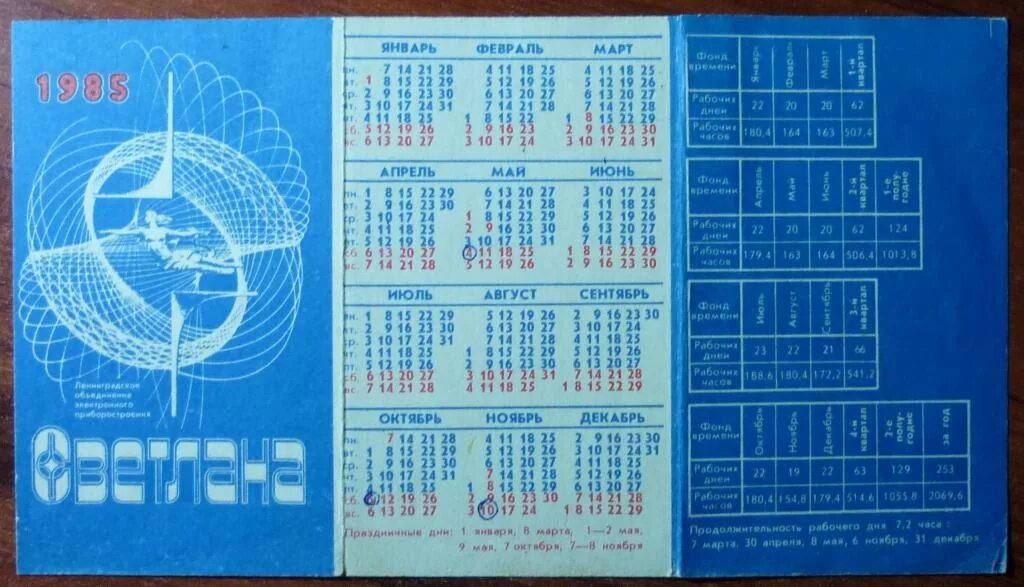 1985
Ленинградское
объединение
электронного
приборостроения
Светлана
ЯНВАРЬ ФЕВРАЛЬ МАРТ
пн. 7 14 21 28 4 11 18 25 4 11 18 25
вт. 1 8 15 22 29 5 12 19 26 5 12 19 26
ср. 2 9 16 23 30 6 13 20 27 6 13 20 27
чт. 3 10 17 24 31 7 14 21 28 7 14 21 28
пт. 4 11 18 25 1 8 15 22 1 8 15 22 29
сб. 5 12 19 26 2 9 16 23 2 9 16 23 30
вс. 6 13 20 27 3 10 17 24 3 10 17 24 31
АПРЕЛЬ МАЙ ИЮНЬ
пн. 1 8 15 22 29 6 13 20 27 3 10 17 24
вт. 2 9 16 23 30 7 14 21 28 4 11 18 25
ср. 3 10 17 24 1 8 15 22 29 5 12 19 26
чт. 4 11 18 25 2 9 16 23 30 6 13 20 27
пт. 5 12 19 26 3 10 17 24 31 7 14 21 28
сб. 6 13 20 27 4 11 18 25 1 8 15 22 29
вс. 7 14 21 28 5 12 19 26 2 9 16 23 30
ИЮЛЬ АВГУСТ СЕНТЯБРЬ
пн. 1 8 15 22 29 5 12 19 26 2 9 16 23 30
вт. 2 9 16 23 30 6 13 20 27 3 10 17 24
ср. 3 10 17 24 31 7 14 21 28 4 11 18 25
чт. 4 11 18 25 1 8 15 22 29 5 12 19 26
пт. 5 12 19 26 2 9 16 23 30 6 13 20 27
сб. 6 13 20 27 3 10 17 24 31 7 14 21 28
вс. 7 14 21 28 4 11 18 25 1 8 15 22 29
ОКТЯБРЬ НОЯБРЬ ДЕКАБРЬ
пн. 7 14 21 28 4 11 18 25 2 9 16 23 30
вт. 1 8 15 22 29 5 12 19 26 3 10 17 24 31
ср. 2 9 16 23 30 6 13 20 27 4 11 18 25
чт. 3 10 17 24 31 7 14 21 28 5 12 19 26
пт. 4 11 18 25 1 8 15 22 29 6 13 20 27
сб. 5 12 19 26 2 9 16 23 30 7 14 21 28
вс. 6 13 20 27 3 10 17 24 1 8 15 22 29
Праздничные дни: 1 января, 8 марта, 1—2 мая,
9 мая, 7 октября, 7—8 ноября
Фонд времени Январь Февраль Март 1-й квартал
Рабочих дней 22 20 20 62
Рабочих часов 180,4 164 163 507,4
Фонд времени Апрель Май Июнь 2-й квартал 1-е полугодие
Рабочих дней 22 20 20 62 124
Рабочих часов 179,4 163 164 506,4 1013,8
Фонд времени Июль Август Сентябрь 3-й квартал
Рабочих дней 23 22 21 66
Рабочих часов 188,6 180,4 172,2 541,2
Фонд времени Октябрь Ноябрь Декабрь 4-й квартал 2-е полугодие за год
Рабочих дней 22 19 22 63 129 253
Рабочих часов 180,4 154,8 179,4 514,6 1055,8 2069,6
Продолжительность рабочего дня 7,2 часа:
7 марта, 30 апреля, 8 мая, 6 ноября, 31 декабря